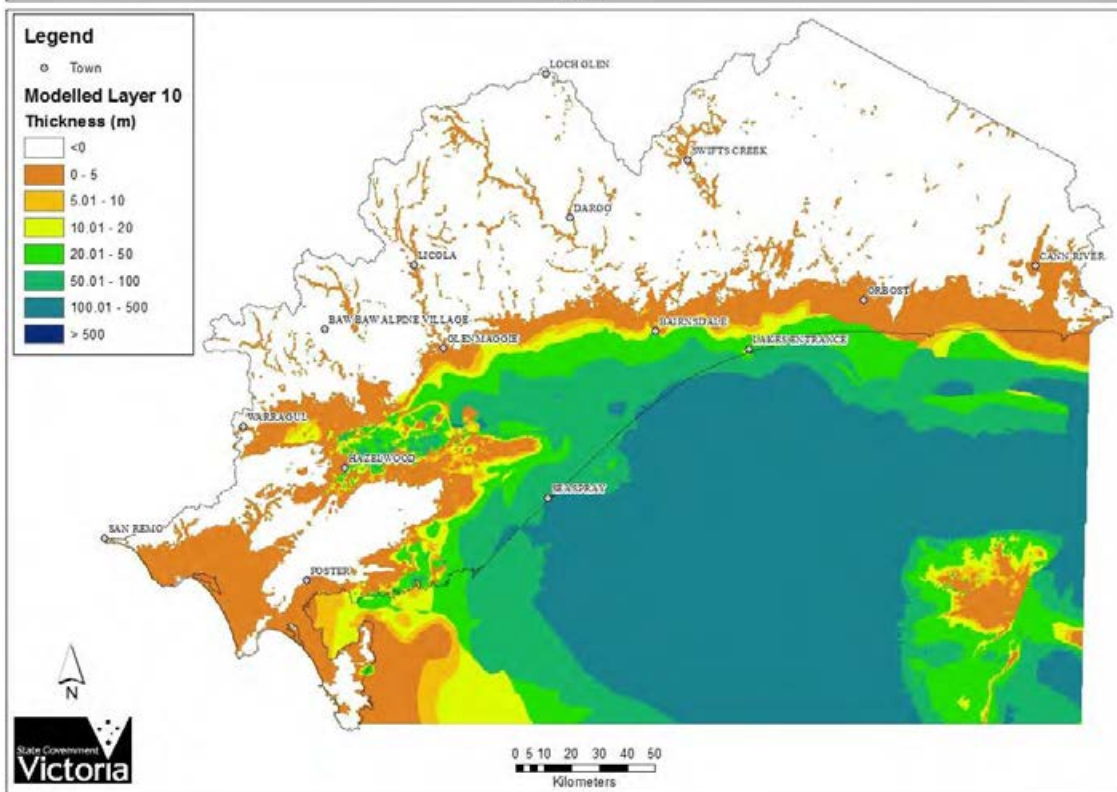 Legend
Town
Modelled Layer 10
Thickness (m)
<0
0 - 5
5.01 - 10
10.01 - 20
20.01 - 50
50.01 - 100
100.01 - 500
> 500
LOCH OLEN
SWIFTS CREEK
DARGO
LICOLA
CANN RIVER
ORBOST
BAW BAW ALPINE VILLAGE
BAIRNSDALE
GLENMAGGIE
LAKES ENTRANCE
WARRAGUL
HAZELWOOD
SEASPRAY
SAN REMO
FOSTER
N
State Government
Victoria
0 5 10 20 30 40 50
Kilometers